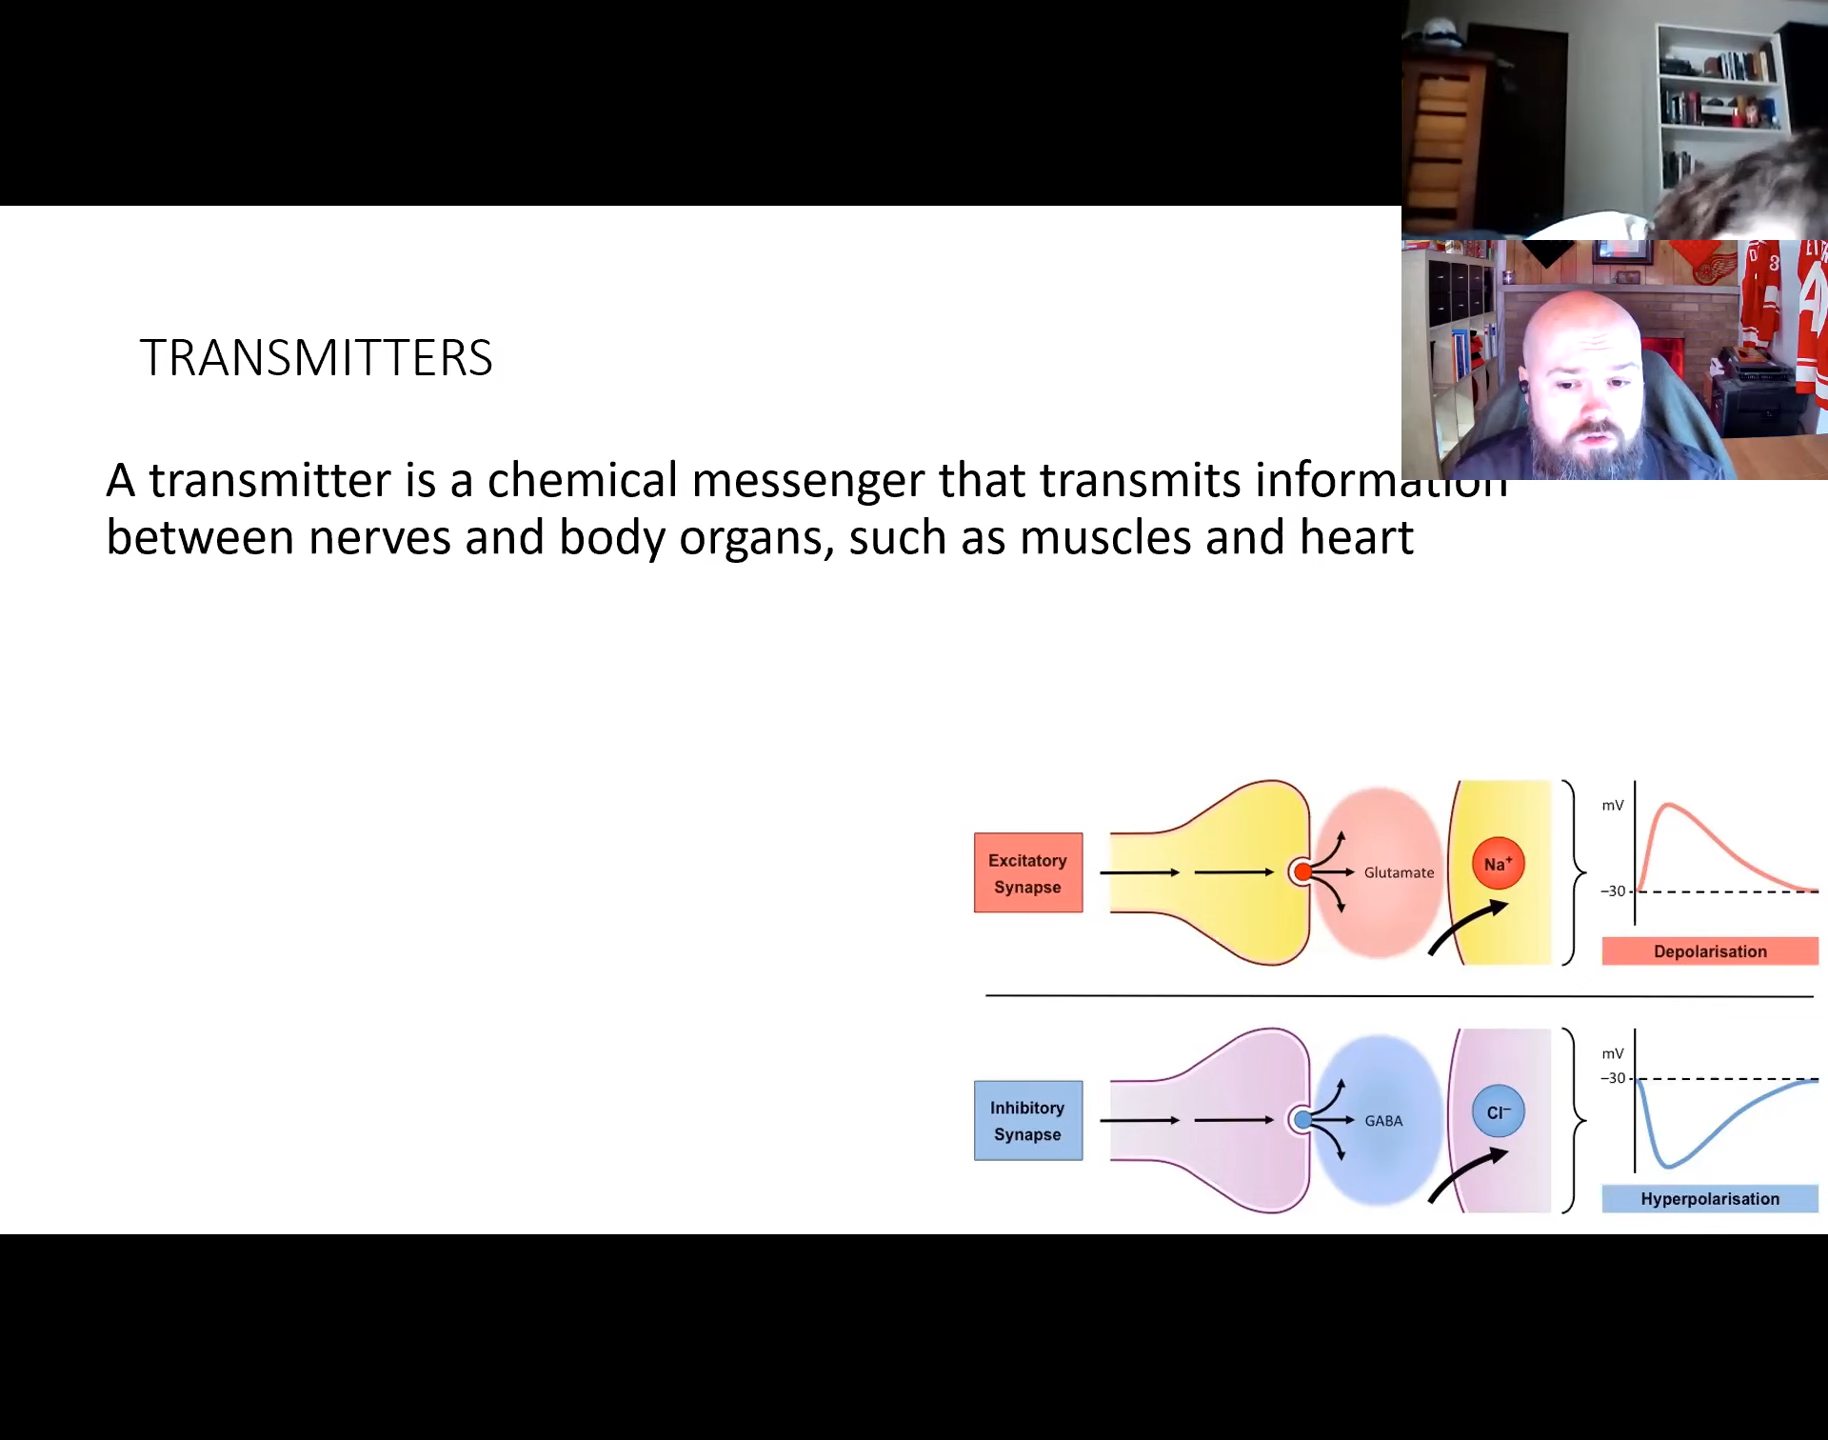 TRANSMITTERS
A transmitter is a chemical messenger that transmits information
between nerves and body organs, such as muscles and heart
Excitatory
Synapse
Glutamate
Na⁺
mV
–30
Depolarisation
Inhibitory
Synapse
GABA
Cl⁻
mV
–30
Hyperpolarisation